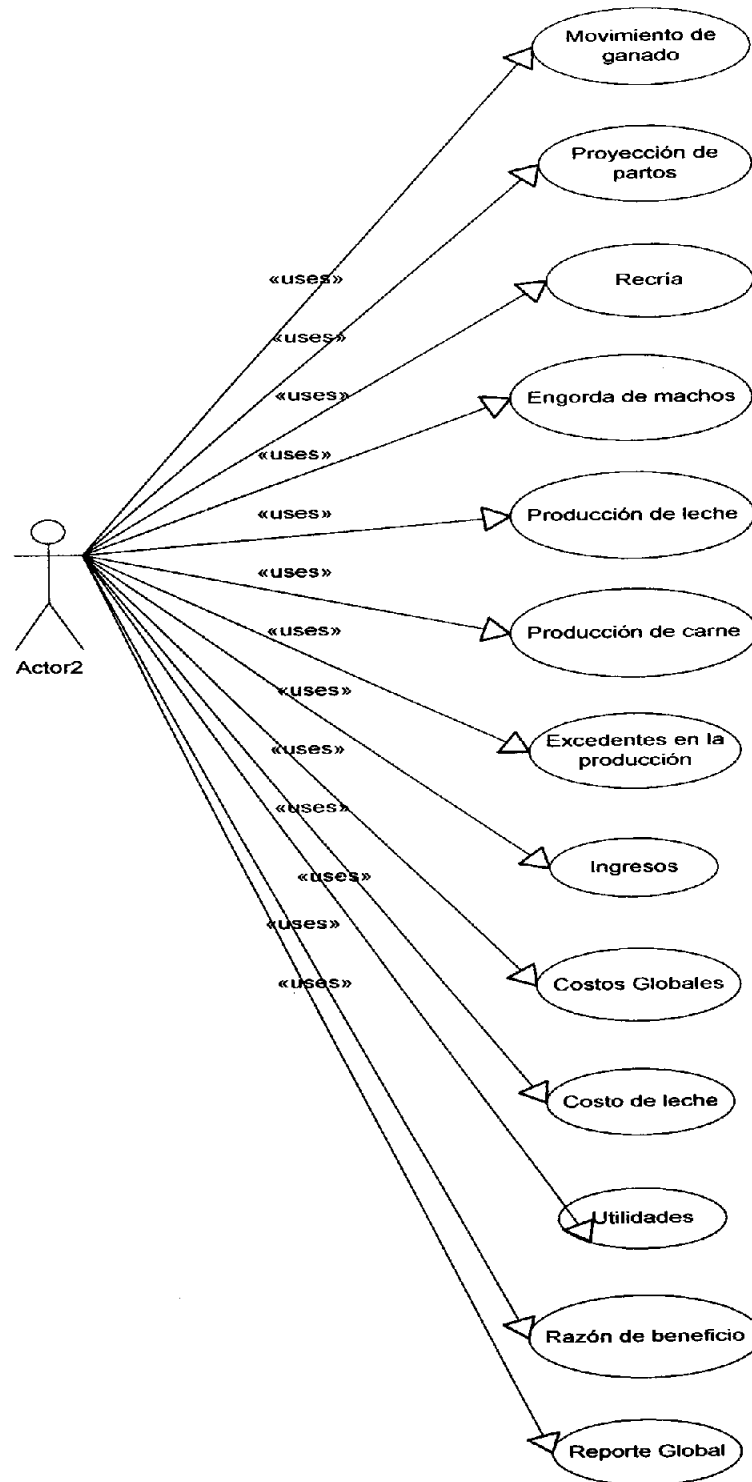 Movimiento de
ganado
Proyección de
partos
«uses»
Recría
«uses»
«uses»
Engorda de machos
«uses»
«uses»
Producción de leche
«uses»
«uses»
Producción de carne
Actor2
«uses»
«uses»
Excedentes en la
producción
«uses»
Ingresos
«uses»
«uses»
«uses»
Costos Globales
Costo de leche
Utilidades
Razón de beneficio
Reporte Global